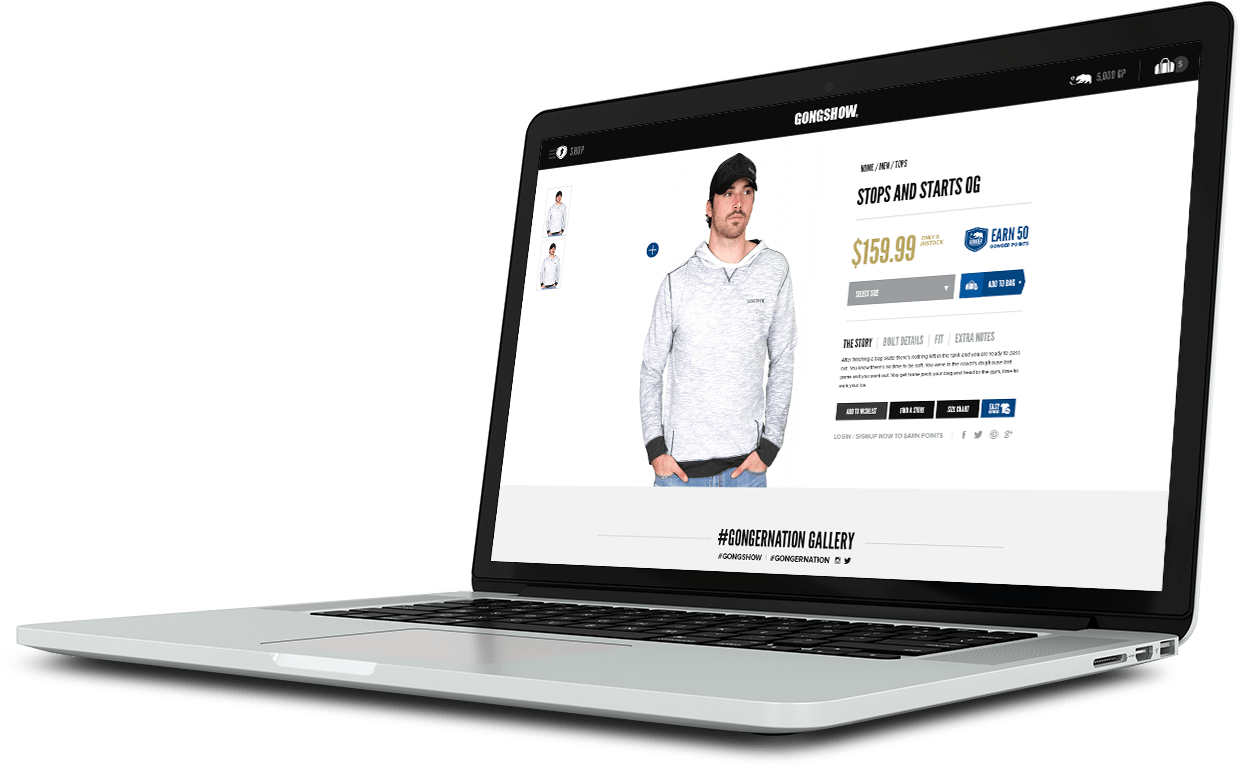 5,000 GP
5
GONGSHOW
SHOP
HOME / MEN / TOPS
STOPS AND STARTS OG
$159.99
INSTOCK
EARN 50
GONGER POINTS
SELECT SIZE
ADD TO BAG +
THE STORY | BUILT DETAILS | FIT | EXTRA NOTES
After finishing a bag skate there's nothing left in the tank and you are ready to pass
out. You know there's no time to be soft. You were in the coach's doghouse last
game and you want out. You get home pack your bag and head to the gym, time to
earn your ice.
ADD TO WISHLIST
FIND A STORE
SIZE CHART
LOGIN / SIGNUP NOW TO EARN POINTS
#GONGERNATION GALLERY
#GONGSHOW | #GONGERNATION